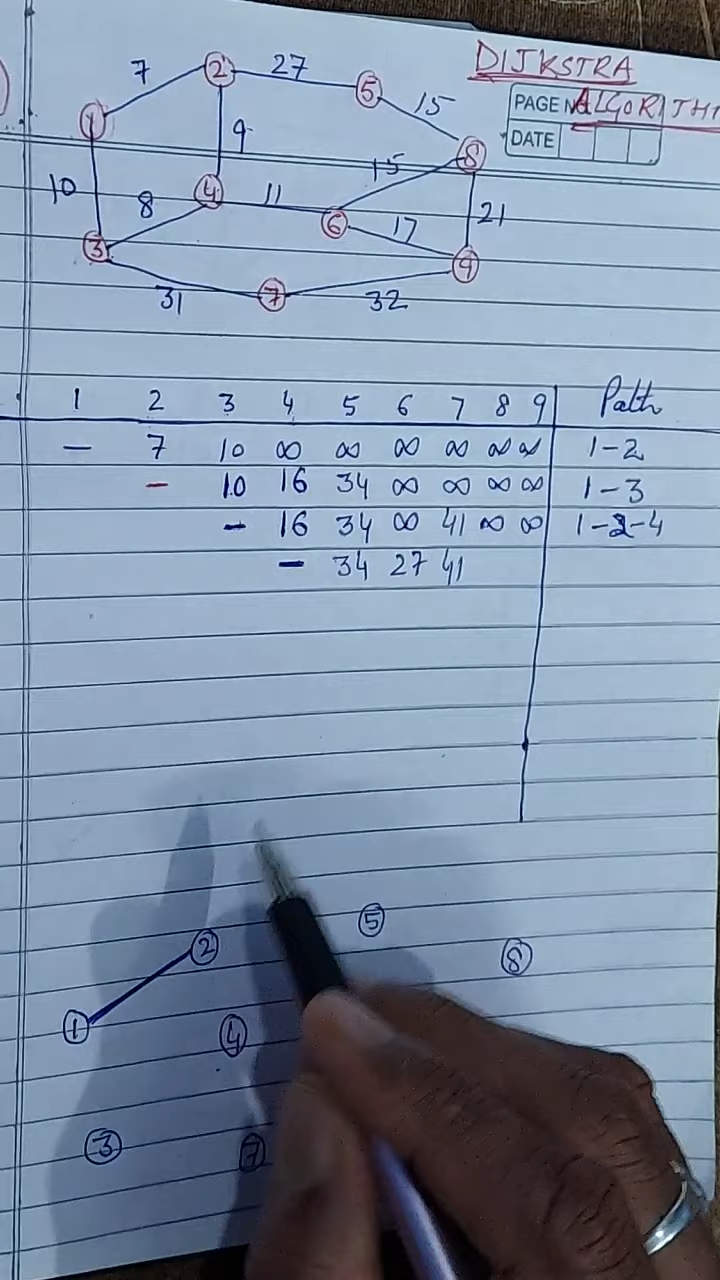 DIJKSTRA
PAGE N ALGORITH
DATE
7 27
1 2 5 15
9 8
10 8 4 11 15 21
3 6 17 9
31 7 32
1 2 3 4 5 6 7 8 9 Path
- 7 10 ∞ ∞ ∞ ∞ ∞ ∞ 1-2
- 10 16 34 ∞ ∞ ∞ ∞ 1-3
- 16 34 ∞ 41 ∞ ∞ 1-2-4
- 34 27 41
5
2 8
1 4
3 7